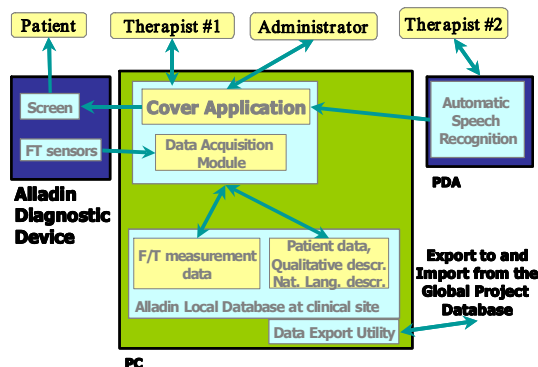 Patient
Therapist #1
Administrator
Therapist #2
Screen
FT sensors
Alladin
Diagnostic
Device
Cover Application
Data Acquisition
Module
Automatic
Speech
Recognition
PDA
F/T measurement
data
Patient data,
Qualitative descr.
Nat. Lang. descr.
Alladin Local Database at clinical site
Data Export Utility
Export to and
Import from the
Global Project
Database
PC